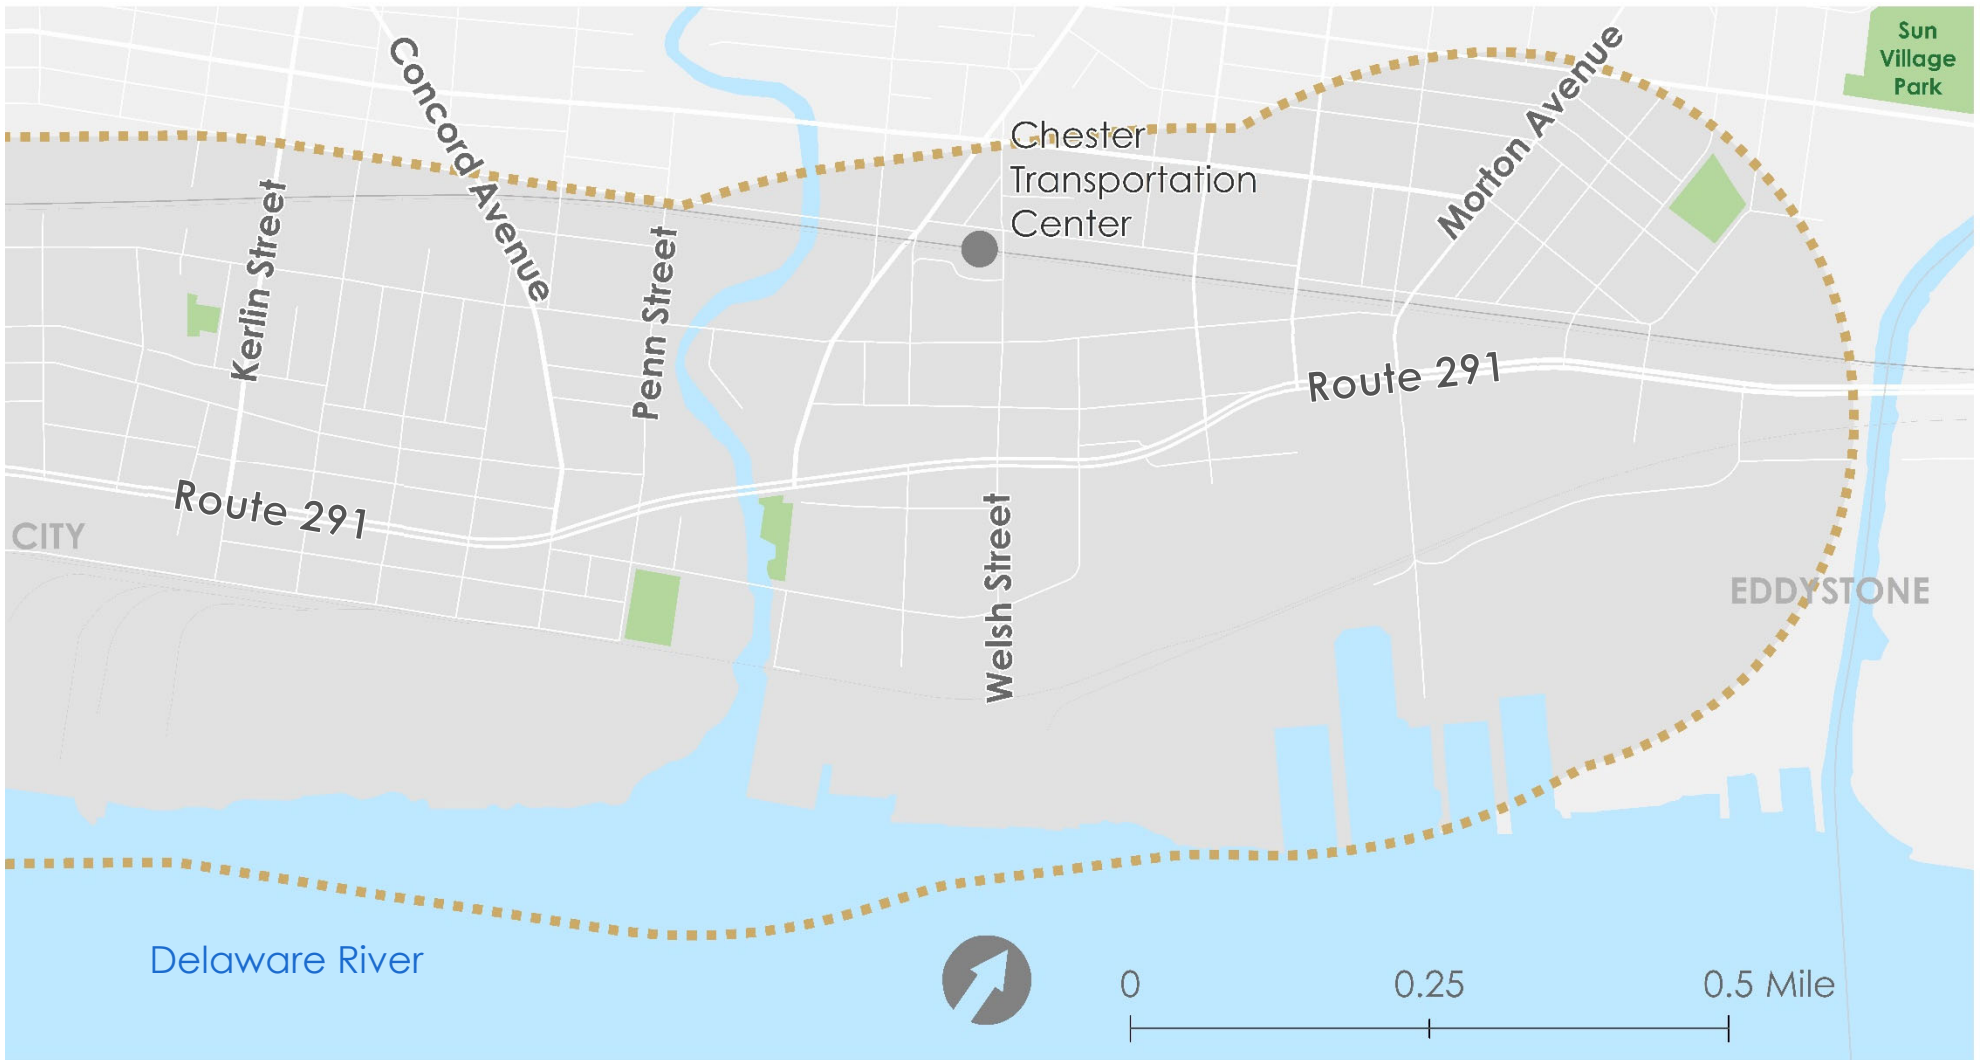 Sun
Village
Park
Concord Avenue
Morton Avenue
Chester
Transportation
Center
Kerlin Street
Penn Street
Route 291
Route 291
CITY
Welsh Street
EDDYSTONE
Delaware River
0 0.25 0.5 Mile